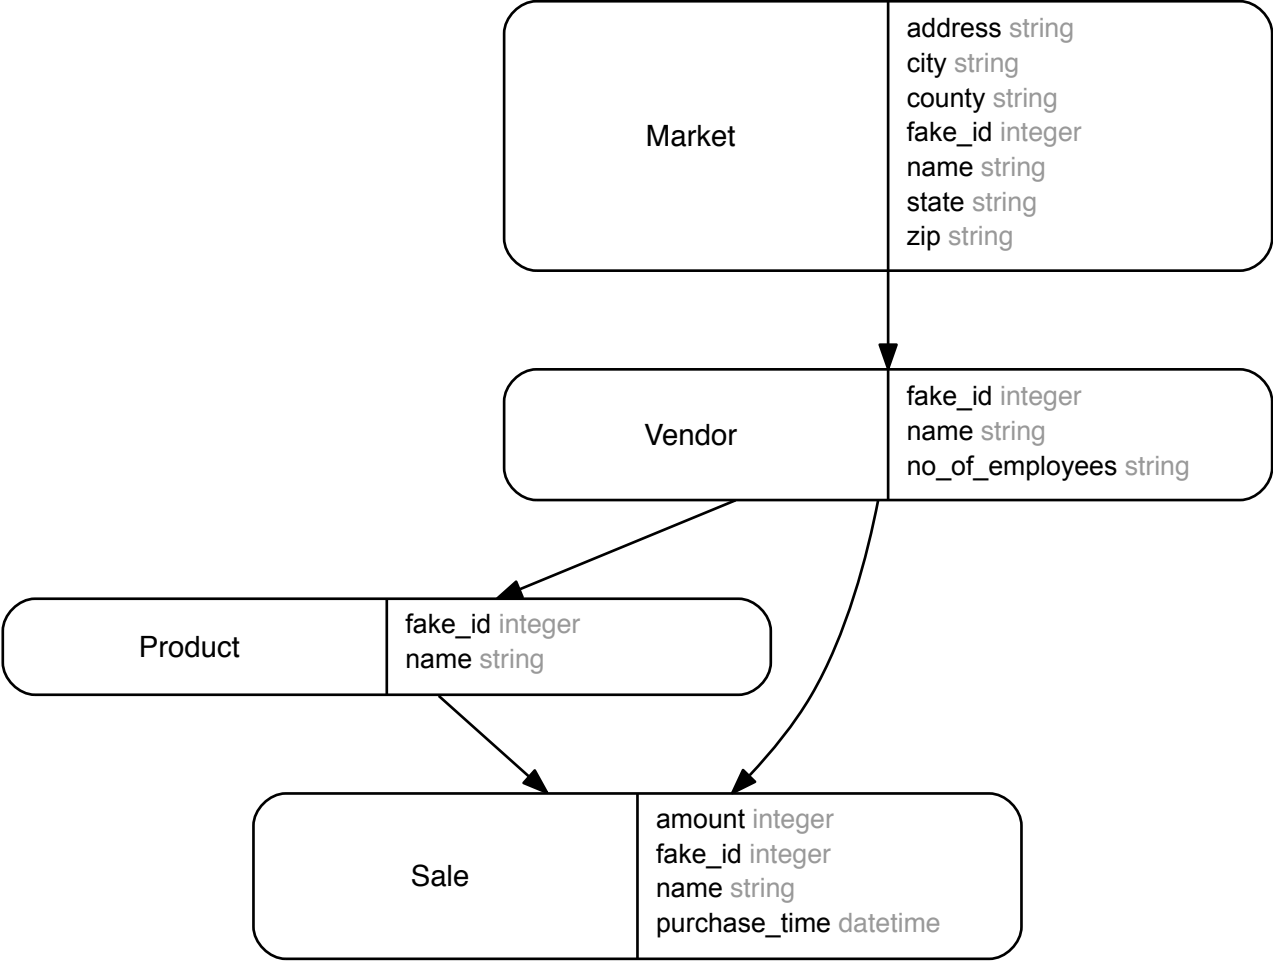 Market
address string
city string
county string
fake_id integer
name string
state string
zip string
Vendor
fake_id integer
name string
no_of_employees string
Product
fake_id integer
name string
Sale
amount integer
fake_id integer
name string
purchase_time datetime